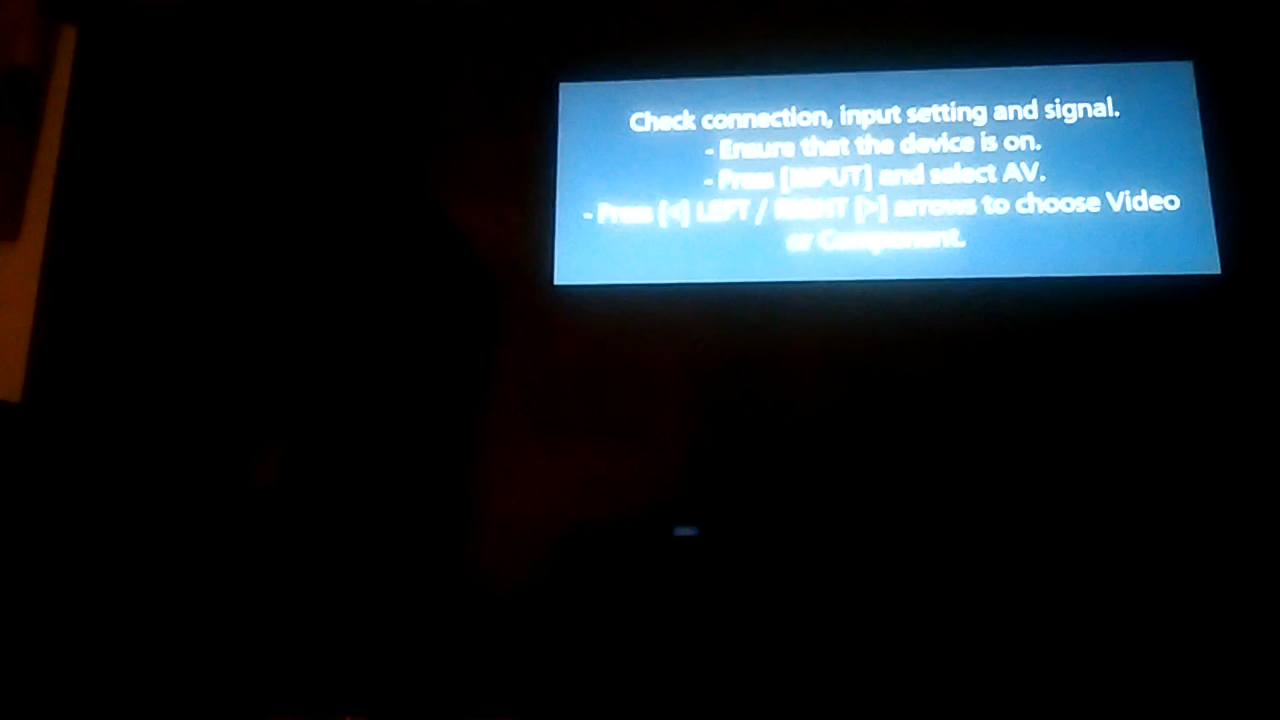 Check connection, input setting and signal.
- Ensure that the device is on.
- Press [INPUT] and select AV.
- Press [<] LEFT / RIGHT [>] arrows to choose Video
or Component.